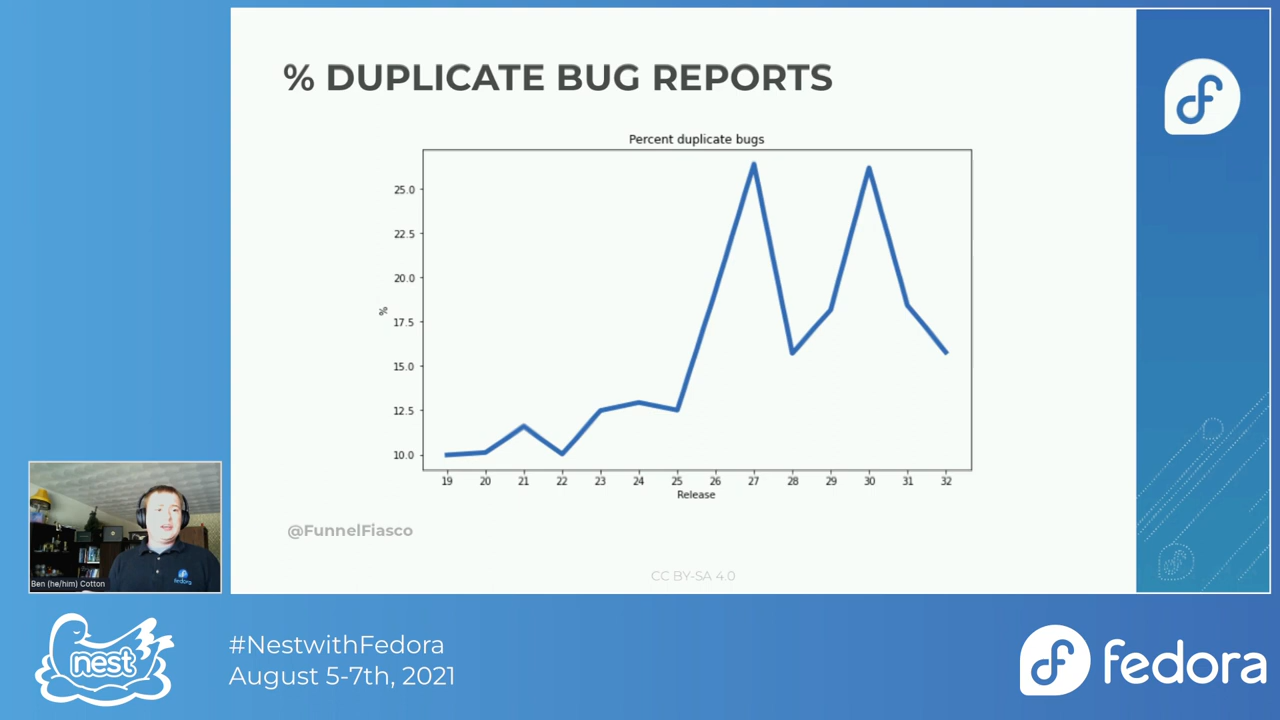 % DUPLICATE BUG REPORTS
Percent duplicate bugs
25.0
22.5
20.0
17.5
15.0
12.5
10.0
%
19 20 21 22 23 24 25 26 27 28 29 30 31 32
Release
@FunnelFiasco
CC BY-SA 4.0
fedora
Ben (he/him) Cotton
nest
#NestwithFedora
August 5-7th, 2021
fedora